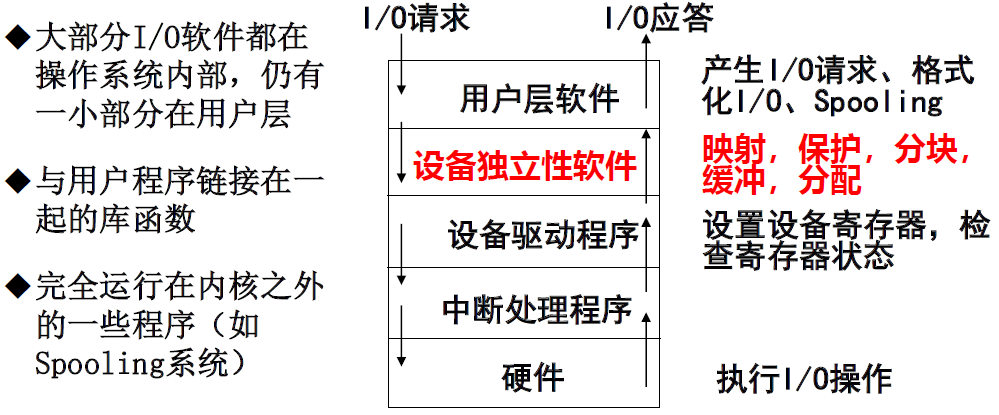 ◆大部分I/O软件都在
操作系统内部，仍有
一小部分在用户层
◆与用户程序链接在一
起的库函数
◆完全运行在内核之外
的一些程序（如
Spooling系统）
I/O请求
I/O应答
用户层软件
设备独立性软件
设备驱动程序
中断处理程序
硬件
产生I/O请求、格式
化I/O、Spooling
映射，保护，分块，
缓冲，分配
设置设备寄存器，检
查寄存器状态
执行I/O操作